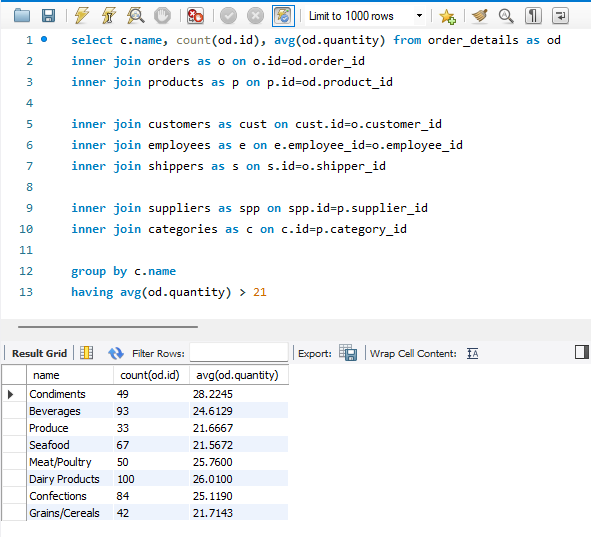 Limit to 1000 rows
1 select c.name, count(od.id), avg(od.quantity) from order_details as od
2 inner join orders as o on o.id=od.order_id
3 inner join products as p on p.id=od.product_id
4
5 inner join customers as cust on cust.id=o.customer_id
6 inner join employees as e on e.employee_id=o.employee_id
7 inner join shippers as s on s.id=o.shipper_id
8
9 inner join suppliers as spp on spp.id=p.supplier_id
10 inner join categories as c on c.id=p.category_id
11
12 group by c.name
13 having avg(od.quantity) > 21
Result Grid Filter Rows: Export: Wrap Cell Content: IA
name count(od.id) avg(od.quantity)
Condiments 49 28.2245
Beverages 93 24.6129
Produce 33 21.6667
Seafood 67 21.5672
Meat/Poultry 50 25.7600
Dairy Products 100 26.0100
Confections 84 25.1190
Grains/Cereals 42 21.7143